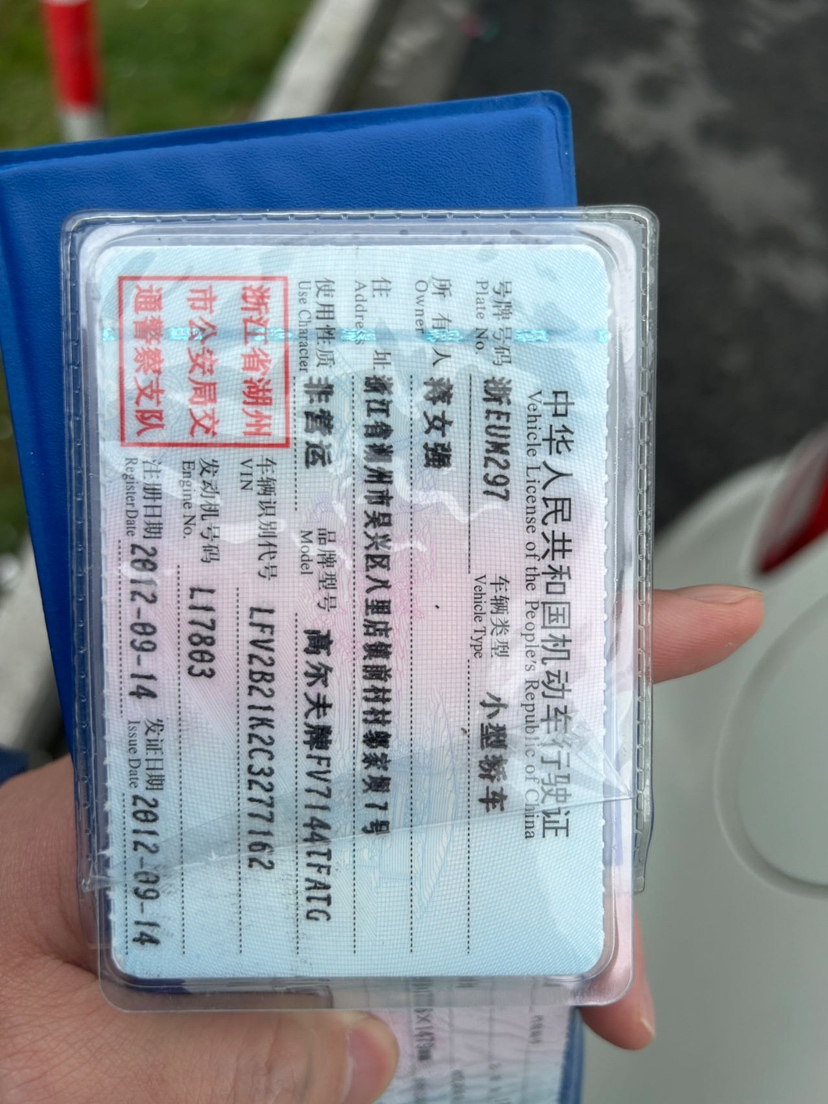 中华人民共和国机动车行驶证
Vehicle License of the People's Republic of China
号牌号码 浙EUM297 车辆类型 小型轿车
Plate No. Vehicle Type
所有人 蒋女强
Owner
住址 浙江省湖州市吴兴区八里店镇前村村邬家坝7号
Address
使用性质 非营运 品牌型号 高尔夫牌FV7144TFATG
Use Character Model
浙江省湖州
市公安局交
通警察支队
车辆识别代号 LFV2B21K2C3277162
VIN
发动机号码 L17803
Engine No.
注册日期 2012-09-14 发证日期 2012-09-14
Register Date Issue Date